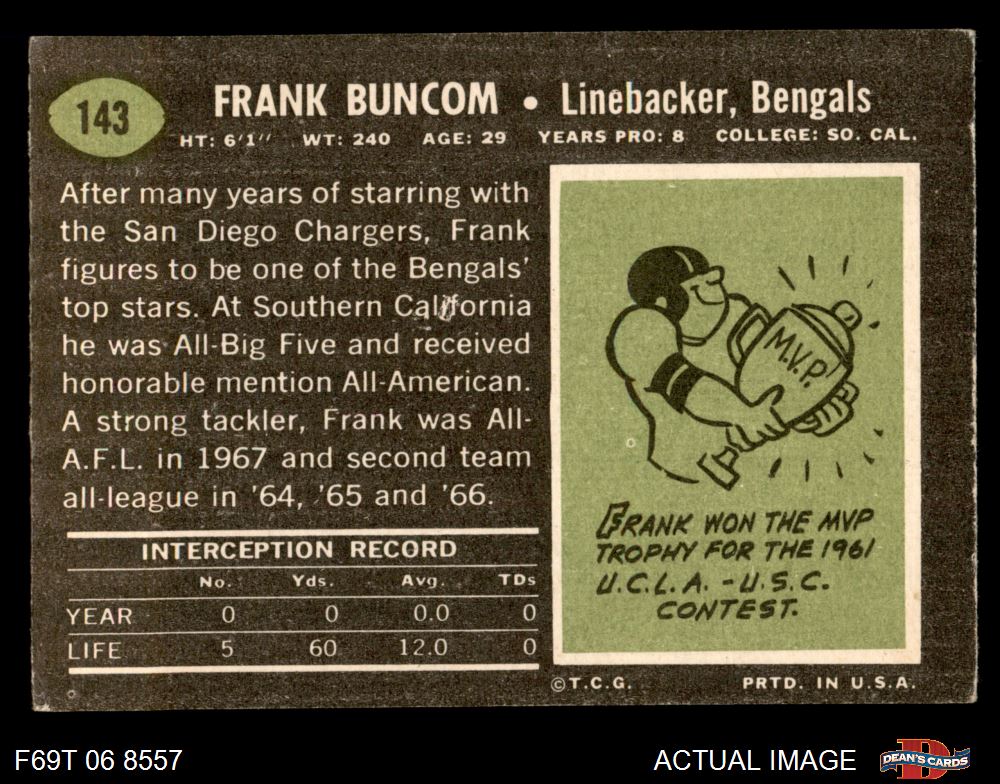 143
FRANK BUNCOM • Linebacker, Bengals
HT: 6'1" WT: 240 AGE: 29 YEARS PRO: 8 COLLEGE: SO. CAL.
After many years of starring with
the San Diego Chargers, Frank
figures to be one of the Bengals'
top stars. At Southern California
he was All-Big Five and received
honorable mention All-American.
A strong tackler, Frank was All-
A.F.L. in 1967 and second team
all-league in '64, '65 and '66.
INTERCEPTION RECORD
No. Yds. Avg. TDs
YEAR 0 0 0.0 0
LIFE 5 60 12.0 0
M.V.P.
FRANK WON THE MVP
TROPHY FOR THE 1961
U.C.L.A. - U.S.C.
CONTEST.
©T.C.G. PRTD. IN U.S.A.
F69T 06 8557
ACTUAL IMAGE
DEAN'S CARDS